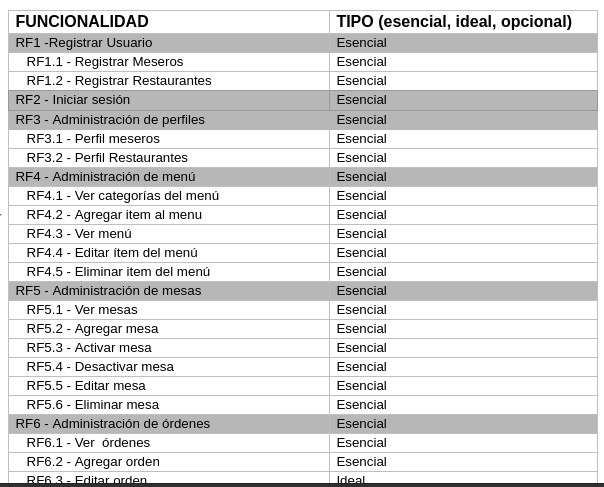 FUNCIONALIDAD TIPO (esencial, ideal, opcional)
RF1 -Registrar Usuario Esencial
RF1.1 - Registrar Meseros Esencial
RF1.2 - Registrar Restaurantes Esencial
RF2 - Iniciar sesión Esencial
RF3 - Administración de perfiles Esencial
RF3.1 - Perfil meseros Esencial
RF3.2 - Perfil Restaurantes Esencial
RF4 - Administración de menú Esencial
RF4.1 - Ver categorías del menú Esencial
RF4.2 - Agregar item al menu Esencial
RF4.3 - Ver menú Esencial
RF4.4 - Editar ítem del menú Esencial
RF4.5 - Eliminar item del menú Esencial
RF5 - Administración de mesas Esencial
RF5.1 - Ver mesas Esencial
RF5.2 - Agregar mesa Esencial
RF5.3 - Activar mesa Esencial
RF5.4 - Desactivar mesa Esencial
RF5.5 - Editar mesa Esencial
RF5.6 - Eliminar mesa Esencial
RF6 - Administración de órdenes Esencial
RF6.1 - Ver  órdenes Esencial
RF6.2 - Agregar orden Esencial
RF6.3 - Editar orden Ideal